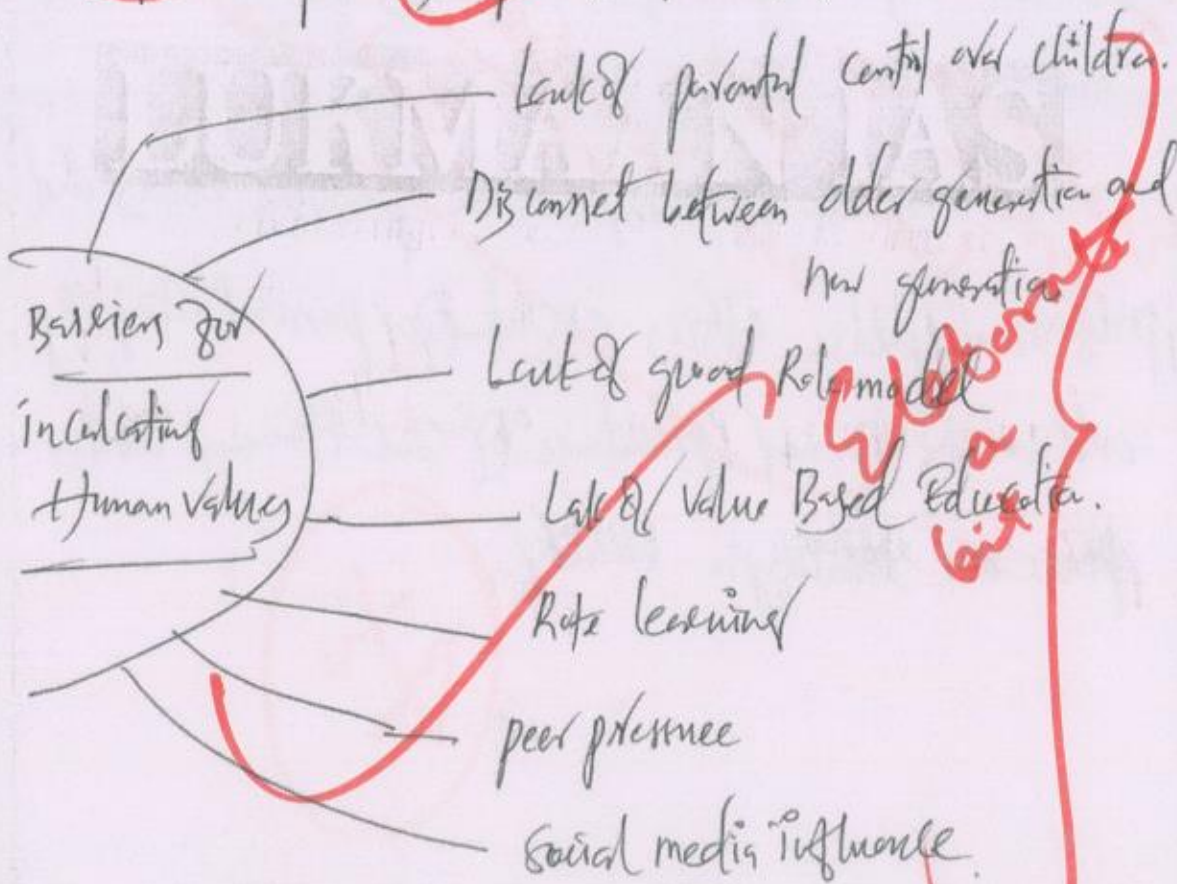 Lack of parental control over children.
Disconnet between older generation and
new generation
Barriers for
inculcating
Human Values
Lack of good Role model
Lack of Value Based Education.
Rote learning
peer pressure
Social media influence
Elaborate
a
bit